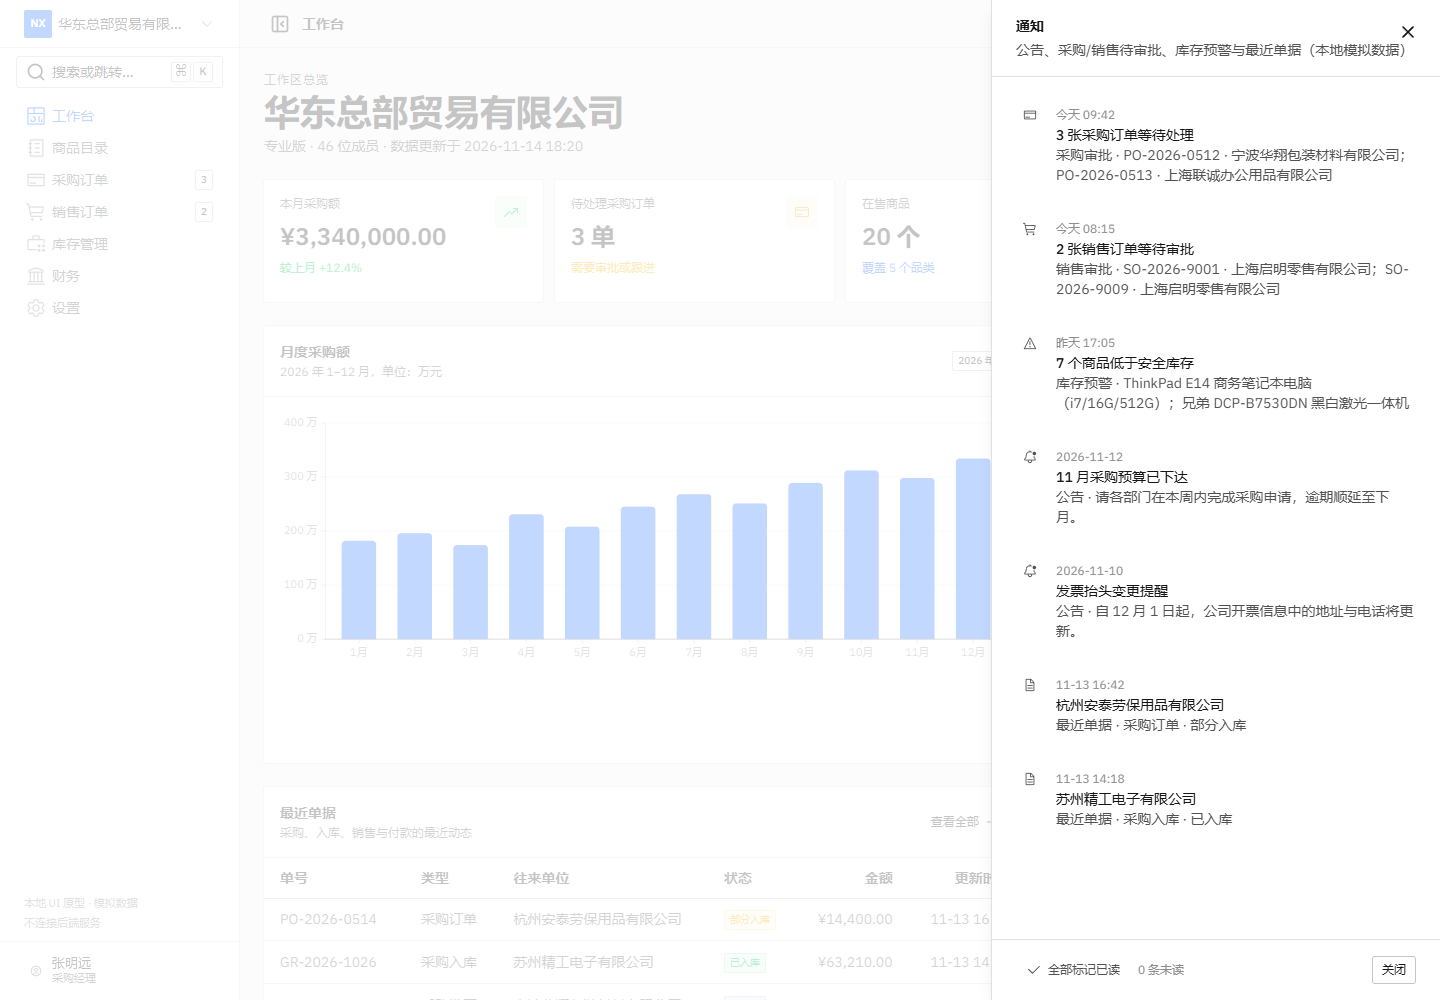 NX 华东总部贸易有限...
搜索或跳转... ⌘ K
工作台
商品目录
采购订单 3
销售订单 2
库存管理
财务
设置
本地 UI 原型 · 模拟数据
不连接后端服务
张明远
采购经理
工作台
工作区总览
华东总部贸易有限公司
专业版 · 46 位成员 · 数据更新于 2026-11-14 18:20
本月采购额
¥3,340,000.00
较上月 +12.4%
待处理采购订单
3 单
需要审批或跟进
在售商品
20 个
覆盖 5 个品类
月度采购额
2026 年 1–12 月，单位：万元
2026 年
400 万
300 万
200 万
100 万
0 万
1月 2月 3月 4月 5月 6月 7月 8月 9月 10月 11月 12月
最近单据
采购、入库、销售与付款的最近动态
查看全部
单号 类型 往来单位 状态 金额 更新时
PO-2026-0514 采购订单 杭州安泰劳保用品有限公司 部分入库 ¥14,400.00 11-13 16
GR-2026-1026 采购入库 苏州精工电子有限公司 已入库 ¥63,210.00 11-13 14
通知
公告、采购/销售待审批、库存预警与最近单据（本地模拟数据）
今天 09:42
3 张采购订单等待处理
采购审批 · PO-2026-0512 · 宁波华翔包装材料有限公司；
PO-2026-0513 · 上海联诚办公用品有限公司
今天 08:15
2 张销售订单等待审批
销售审批 · SO-2026-9001 · 上海启明零售有限公司；SO-
2026-9009 · 上海启明零售有限公司
昨天 17:05
7 个商品低于安全库存
库存预警 · ThinkPad E14 商务笔记本电脑
（i7/16G/512G）；兄弟 DCP-B7530DN 黑白激光一体机
2026-11-12
11 月采购预算已下达
公告 · 请各部门在本周内完成采购申请，逾期顺延至下
月。
2026-11-10
发票抬头变更提醒
公告 · 自 12 月 1 日起，公司开票信息中的地址与电话将更
新。
11-13 16:42
杭州安泰劳保用品有限公司
最近单据 · 采购订单 · 部分入库
11-13 14:18
苏州精工电子有限公司
最近单据 · 采购入库 · 已入库
全部标记已读 0 条未读 关闭